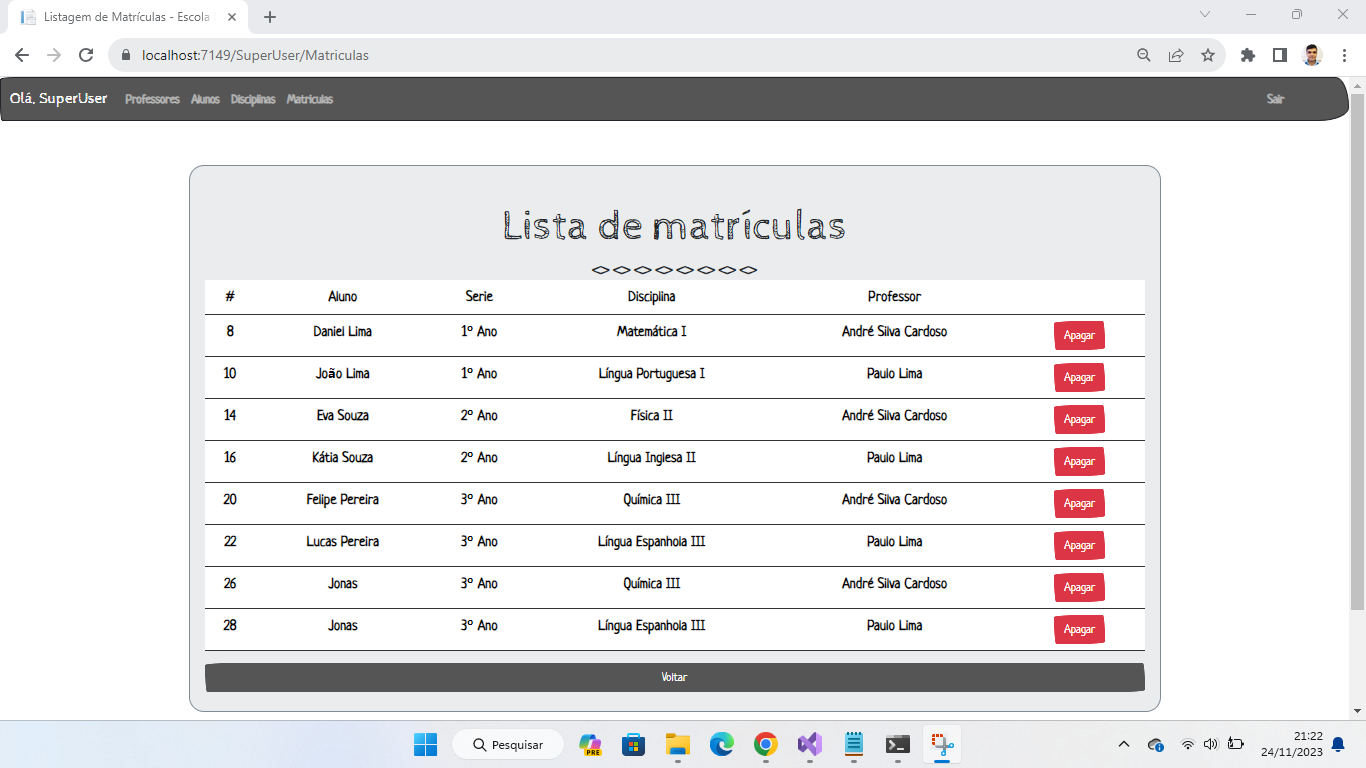 Listagem de Matrículas - Escola
localhost:7149/SuperUser/Matriculas
Olá, SuperUser Professores Alunos Disciplinas Matriculas Sair
Lista de matrículas
# Aluno Serie Disciplina Professor
8 Daniel Lima 1º Ano Matemática I André Silva Cardoso Apagar
10 João Lima 1º Ano Língua Portuguesa I Paulo Lima Apagar
14 Eva Souza 2º Ano Física II André Silva Cardoso Apagar
16 Kátia Souza 2º Ano Língua Inglesa II Paulo Lima Apagar
20 Felipe Pereira 3º Ano Química III André Silva Cardoso Apagar
22 Lucas Pereira 3º Ano Língua Espanhola III Paulo Lima Apagar
26 Jonas 3º Ano Química III André Silva Cardoso Apagar
28 Jonas 3º Ano Língua Espanhola III Paulo Lima Apagar
Voltar
Pesquisar
PRE
21:22
24/11/2023